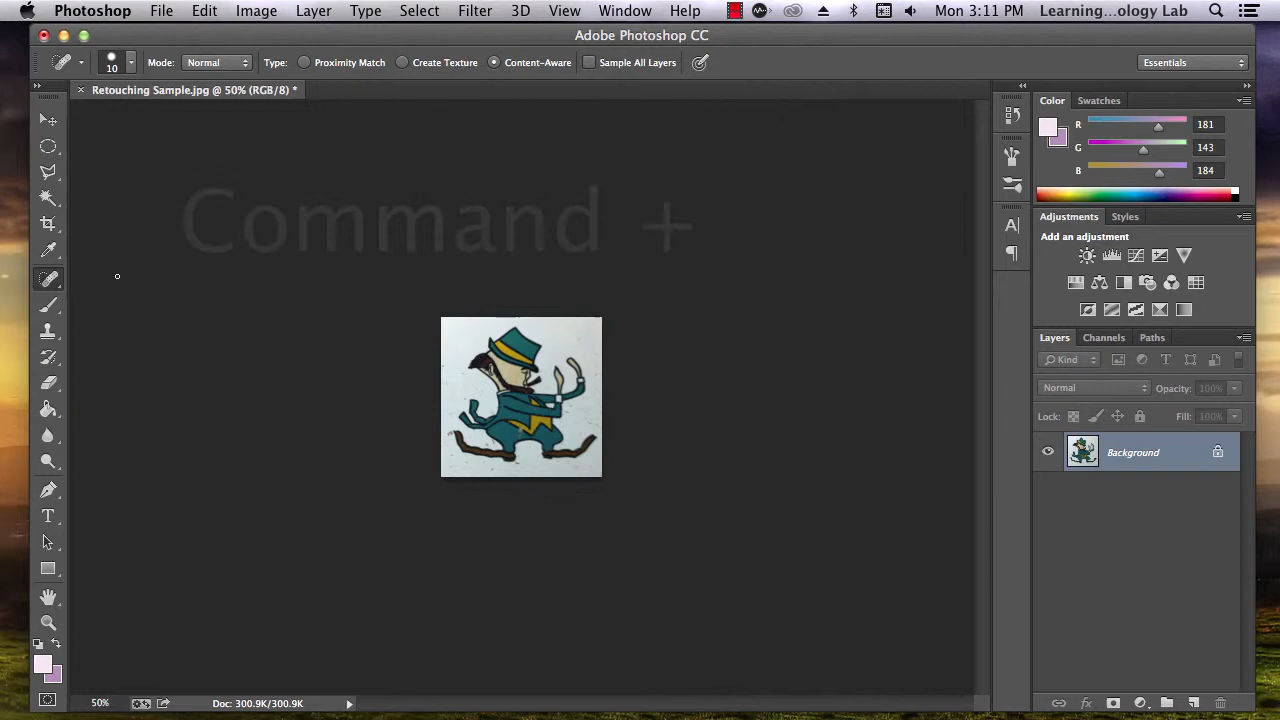 Photoshop File Edit Image Layer Type Select Filter 3D View Window Help Mon 3:11 PM Learning...ology Lab
Adobe Photoshop CC
10 Mode: Normal Type: Proximity Match Create Texture Content-Aware Sample All Layers Essentials
× Retouching Sample.jpg @ 50% (RGB/8) *
Color Swatches
R 181
G 143
B 184
Command +
Adjustments Styles
Add an adjustment
Layers Channels Paths
Kind
Normal Opacity: 100%
Lock: Fill: 100%
Background
50% Doc: 300.9K/300.9K